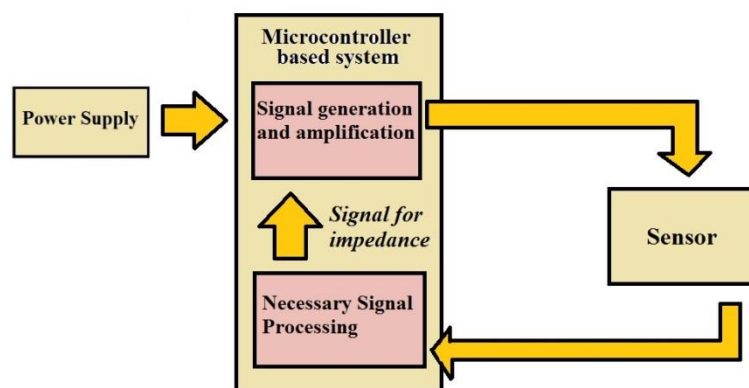 Microcontroller
based system
Power Supply
Signal generation
and amplification
Signal for
impedance
Sensor
Necessary Signal
Processing